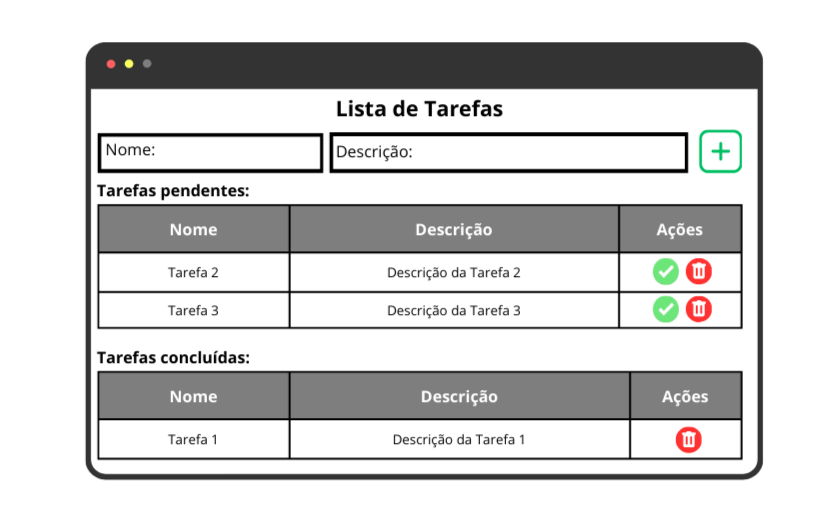 Lista de Tarefas
Nome:
Descrição:
Tarefas pendentes:
Nome Descrição Ações
Tarefa 2 Descrição da Tarefa 2
Tarefa 3 Descrição da Tarefa 3
Tarefas concluídas:
Nome Descrição Ações
Tarefa 1 Descrição da Tarefa 1